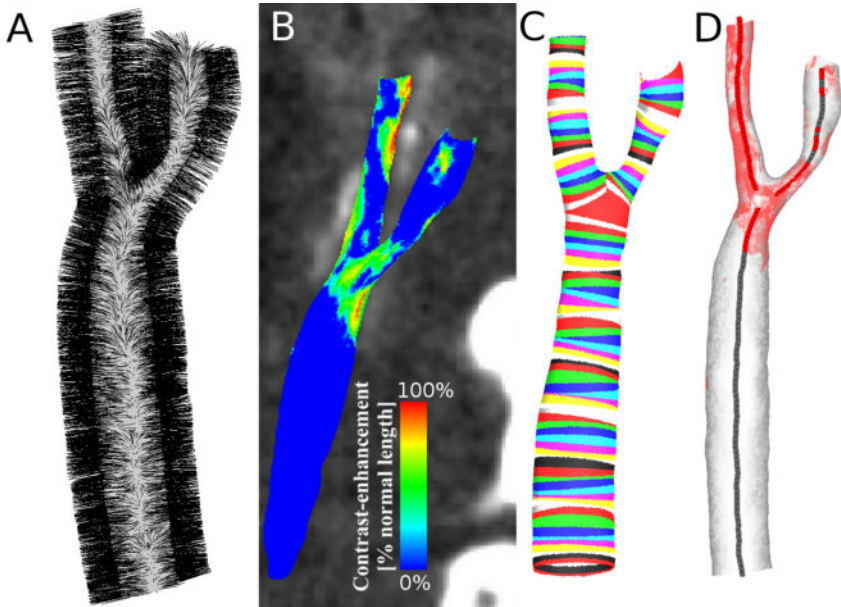 A
B
C
D
Contrast-enhancement
[% normal length]
100%
0%